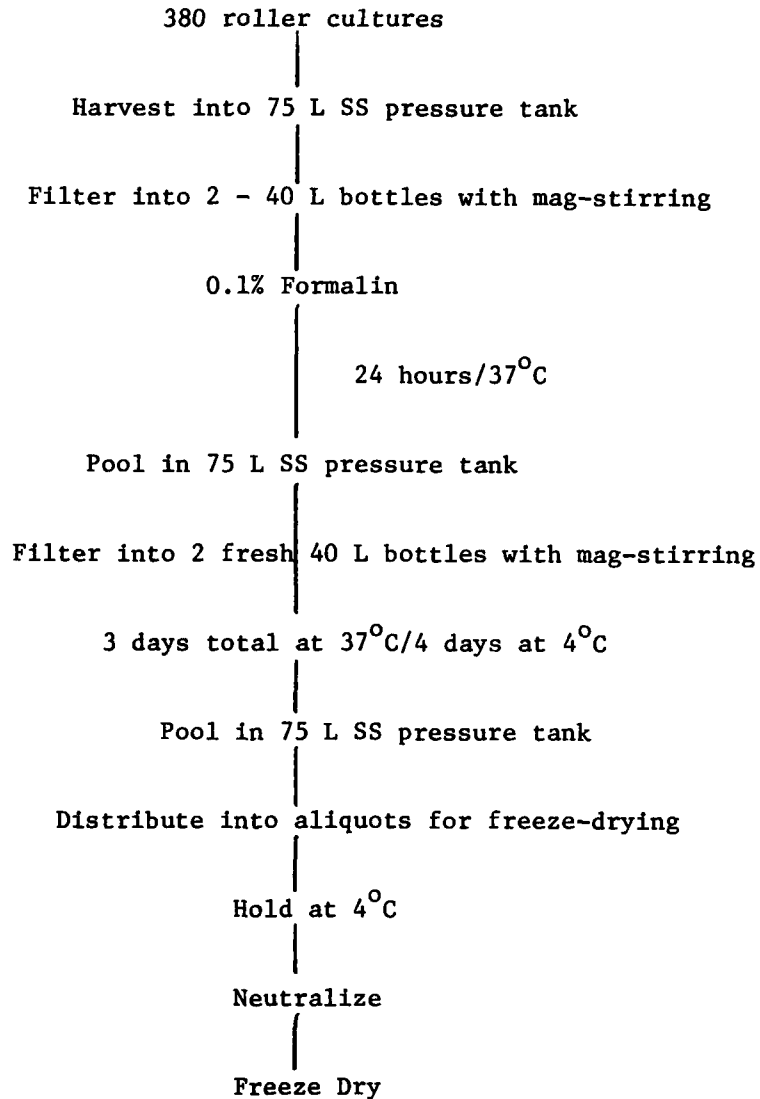 380 roller cultures
Harvest into 75 L SS pressure tank
Filter into 2 - 40 L bottles with mag-stirring
0.1% Formalin
24 hours/37°C
Pool in 75 L SS pressure tank
Filter into 2 fresh 40 L bottles with mag-stirring
3 days total at 37°C/4 days at 4°C
Pool in 75 L SS pressure tank
Distribute into aliquots for freeze-drying
Hold at 4°C
Neutralize
Freeze Dry